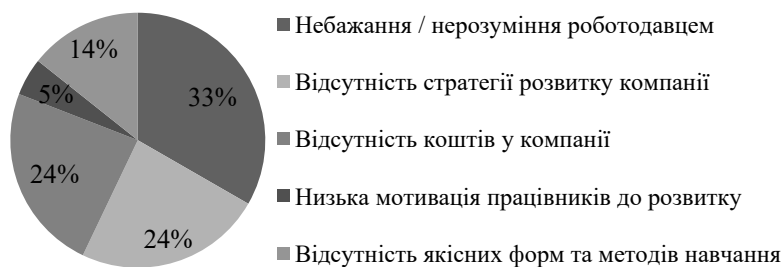 14%
33%
5%
24%
24%
Небажання / нерозуміння роботодавцем
Відсутність стратегії розвитку компанії
Відсутність коштів у компанії
Низька мотивація працівників до розвитку
Відсутність якісних форм та методів навчання